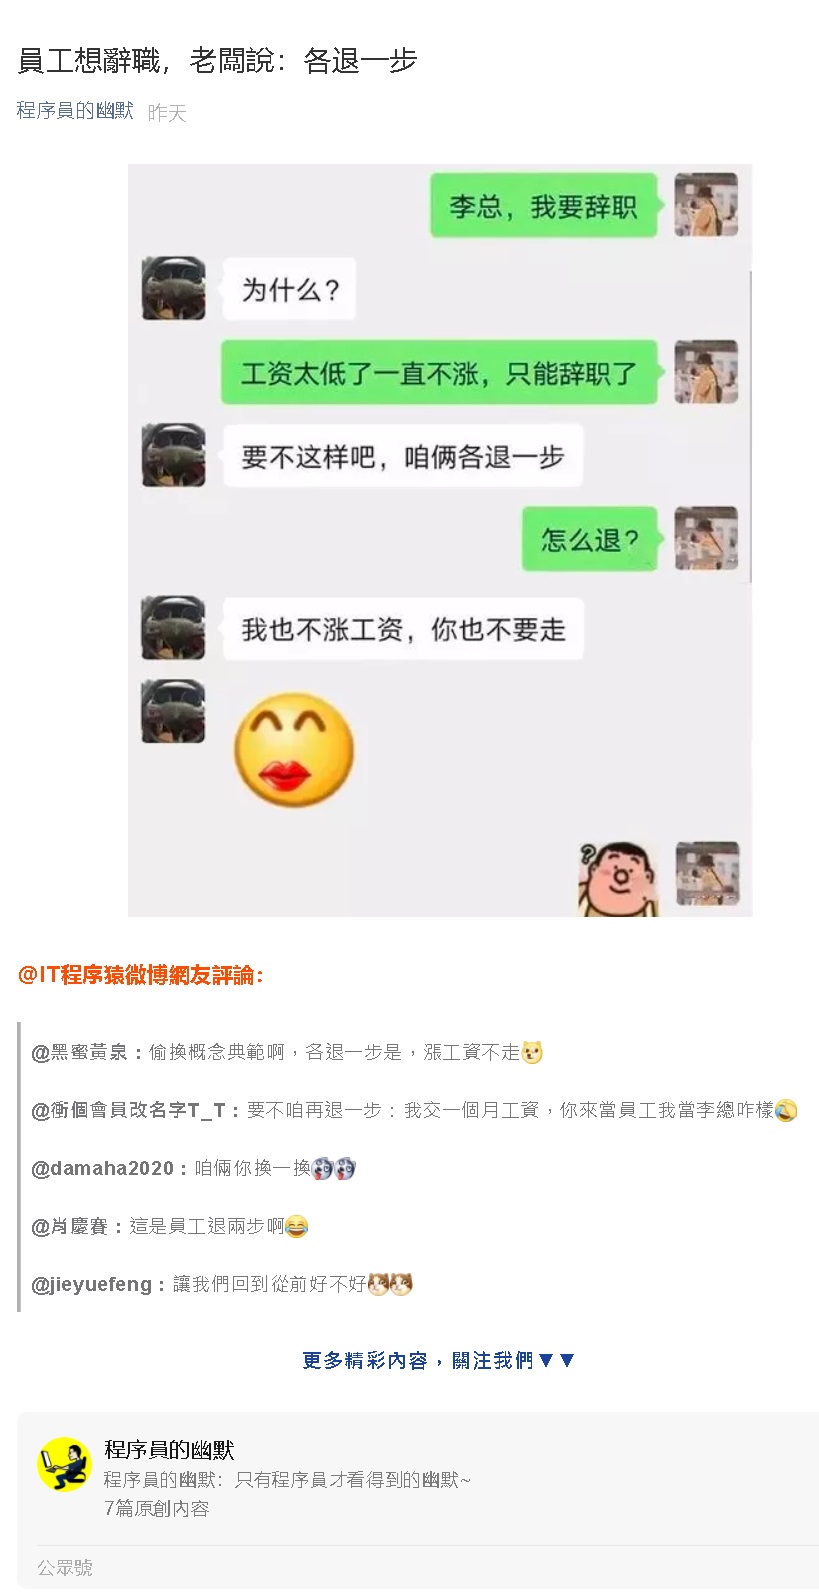 員工想辭職，老闆說：各退一步
程序員的幽默 昨天
李总，我要辞职
为什么？
工资太低了一直不涨，只能辞职了
要不这样吧，咱俩各退一步
怎么退？
我也不涨工资，你也不要走
?
@IT程序猿微博網友評論：
@黑蜜黃泉：偷換概念典範啊，各退一步是，漲工資不走
@衝個會員改名字T_T：要不咱再退一步：我交一個月工資，你來當員工我當李總咋樣
@damaha2020：咱倆你換一換
@肖慶賽：這是員工退兩步啊
@jieyuefeng：讓我們回到從前好不好
更多精彩內容，關注我們▼▼
程序員的幽默
程序員的幽默：只有程序員才看得到的幽默~
7篇原創內容
公眾號